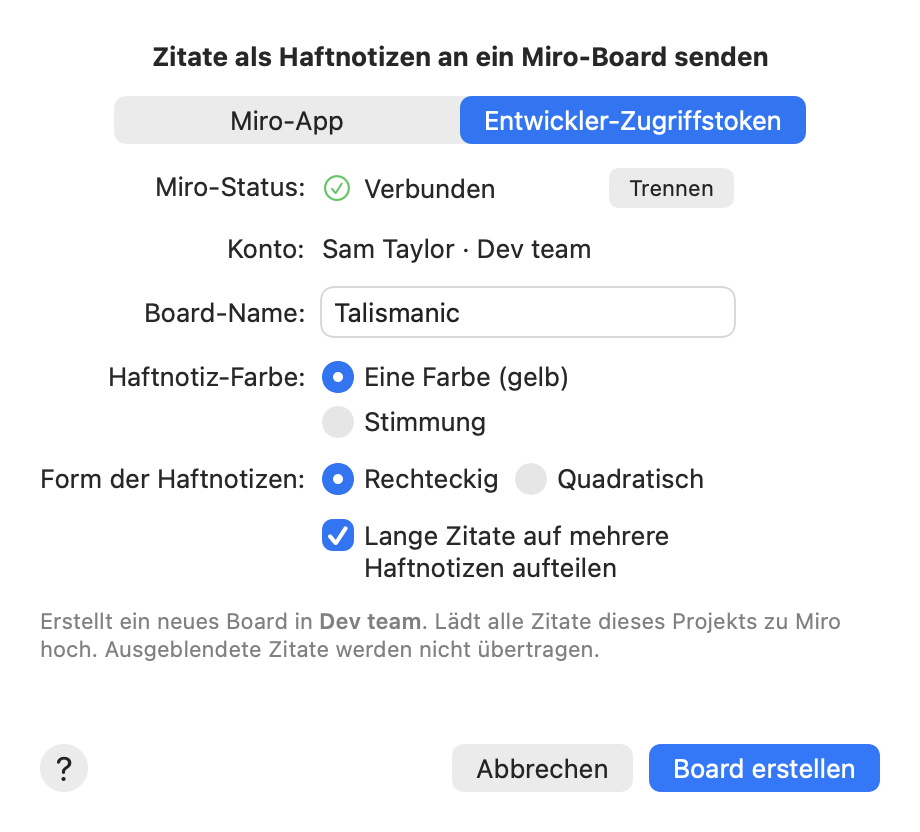 Zitate als Haftnotizen an ein Miro-Board senden
Miro-App
Entwickler-Zugriffstoken
Miro-Status: Verbunden
Trennen
Konto: Sam Taylor · Dev team
Board-Name: Talismanic
Haftnotiz-Farbe: Eine Farbe (gelb)
Stimmung
Form der Haftnotizen: Rechteckig Quadratisch
Lange Zitate auf mehrere
Haftnotizen aufteilen
Erstellt ein neues Board in Dev team. Lädt alle Zitate dieses Projekts zu Miro
hoch. Ausgeblendete Zitate werden nicht übertragen.
?
Abbrechen
Board erstellen